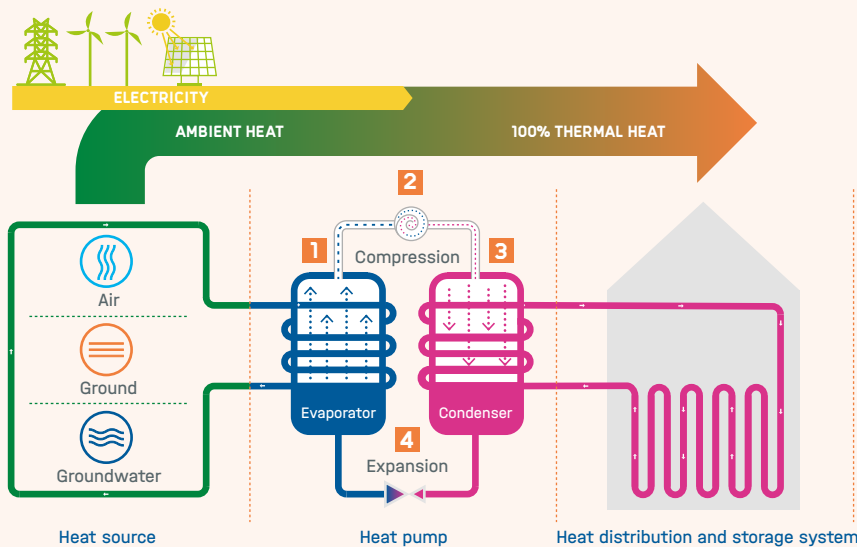 ELECTRICITY
AMBIENT HEAT
100% THERMAL HEAT
2
1
3
Compression
Air
Ground
Groundwater
Evaporator
Condenser
4
Expansion
Heat source
Heat pump
Heat distribution and storage system